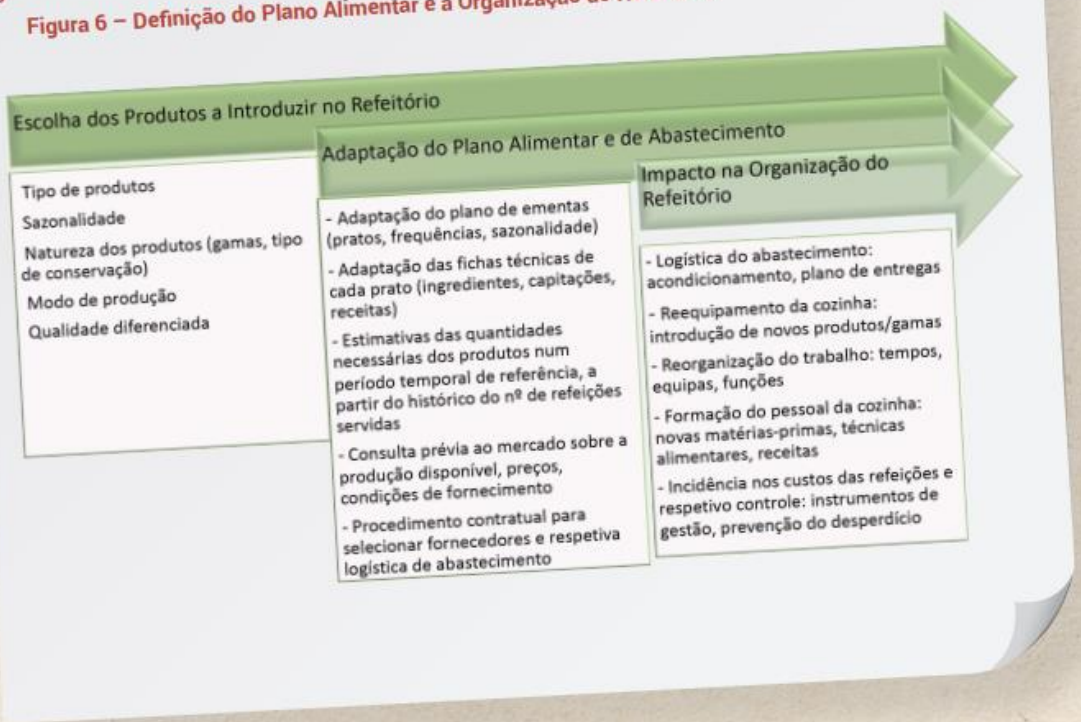 Figura 6 – Definição do Plano Alimentar e a Organização
Escolha dos Produtos a Introduzir no Refeitório
Tipo de produtos
Sazonalidade
Natureza dos produtos (gamas, tipo
de conservação)
Modo de produção
Qualidade diferenciada
Adaptação do Plano Alimentar e de Abastecimento
- Adaptação do plano de ementas
(pratos, frequências, sazonalidade)
- Adaptação das fichas técnicas de
cada prato (ingredientes, capitações,
receitas)
- Estimativas das quantidades
necessárias dos produtos num
período temporal de referência, a
partir do histórico do nº de refeições
servidas
- Consulta prévia ao mercado sobre a
produção disponível, preços,
condições de fornecimento
- Procedimento contratual para
selecionar fornecedores e respetiva
logística de abastecimento
Impacto na Organização do
Refeitório
- Logística do abastecimento:
acondicionamento, plano de entregas
- Reequipamento da cozinha:
introdução de novos produtos/gamas
- Reorganização do trabalho: tempos,
equipas, funções
- Formação do pessoal da cozinha:
novas matérias-primas, técnicas
alimentares, receitas
- Incidência nos custos das refeições e
respetivo controle: instrumentos de
gestão, prevenção do desperdício